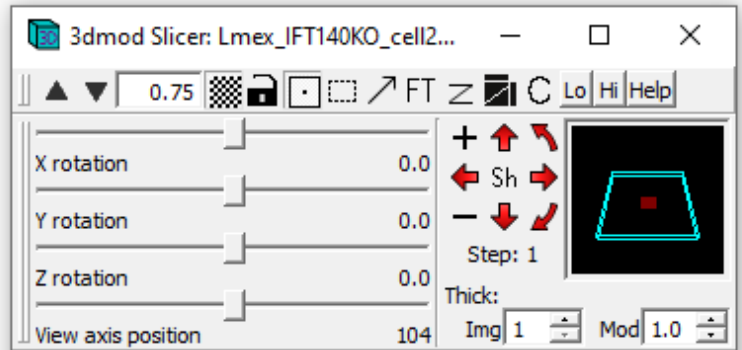 3D 3dmod Slicer: Lmex_IFT140KO_cell2...
0.75 FT Z C Lo Hi Help
X rotation 0.0
Y rotation 0.0
Z rotation 0.0
View axis position 104
+
Sh
−
Step: 1
Thick:
Img 1 Mod 1.0